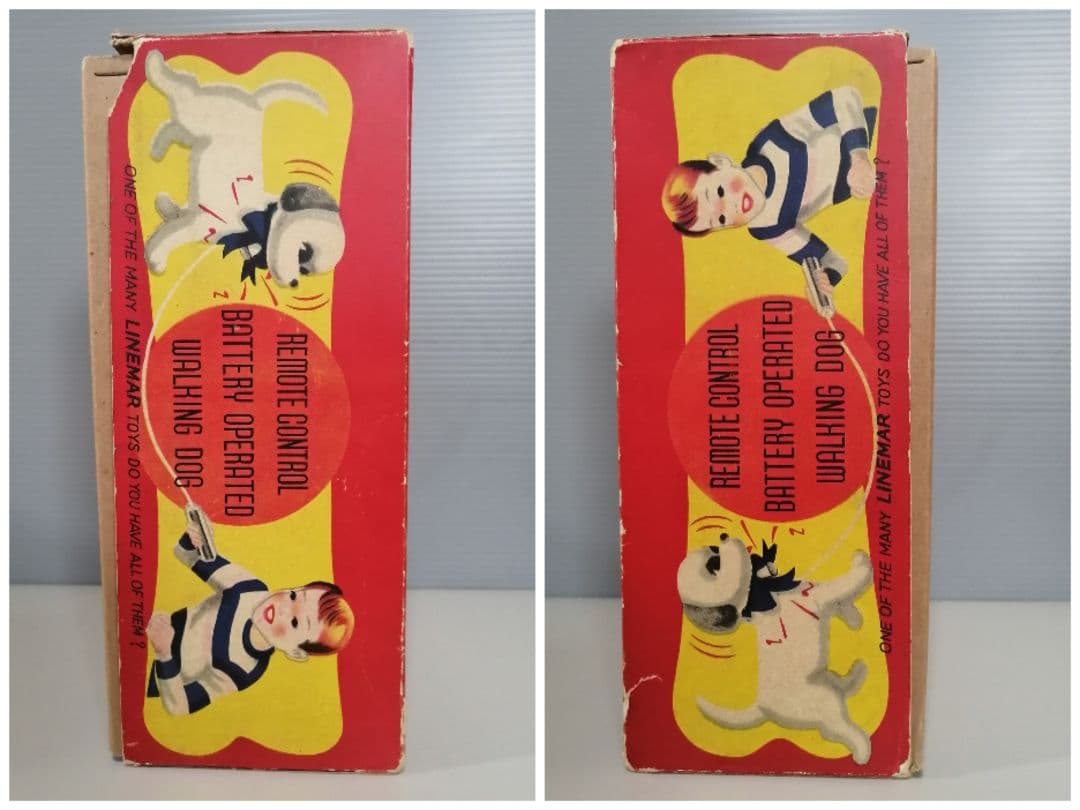 REMOTE CONTROL
BATTERY OPERATED
WALKING DOG
ONE OF THE MANY LINEMAR TOYS DO YOU HAVE ALL OF THEM ?
REMOTE CONTROL
BATTERY OPERATED
WALKING DOG
ONE OF THE MANY LINEMAR TOYS DO YOU HAVE ALL OF THEM ?